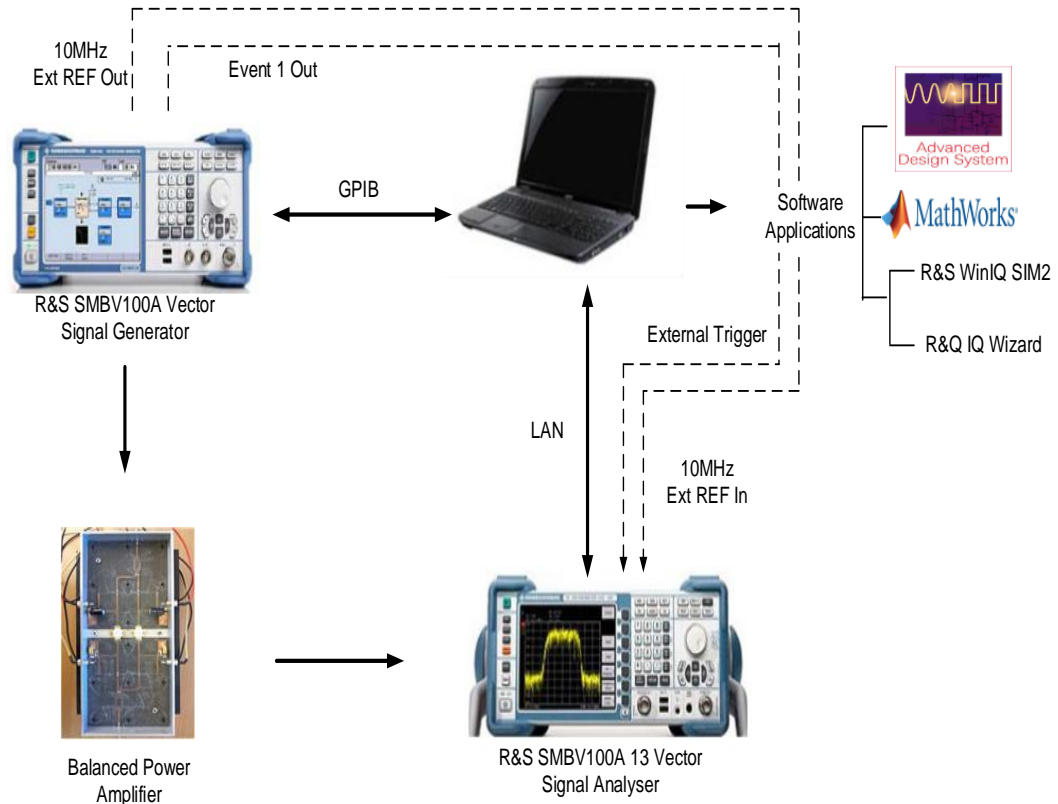 10MHz
Ext REF Out
Event 1 Out
GPIB
Software
Applications
Advanced
Design System
MathWorks
R&S WinIQ SIM2
R&Q IQ Wizard
R&S SMBV100A Vector
Signal Generator
External Trigger
LAN
10MHz
Ext REF In
Balanced Power
Amplifier
R&S SMBV100A 13 Vector
Signal Analyser